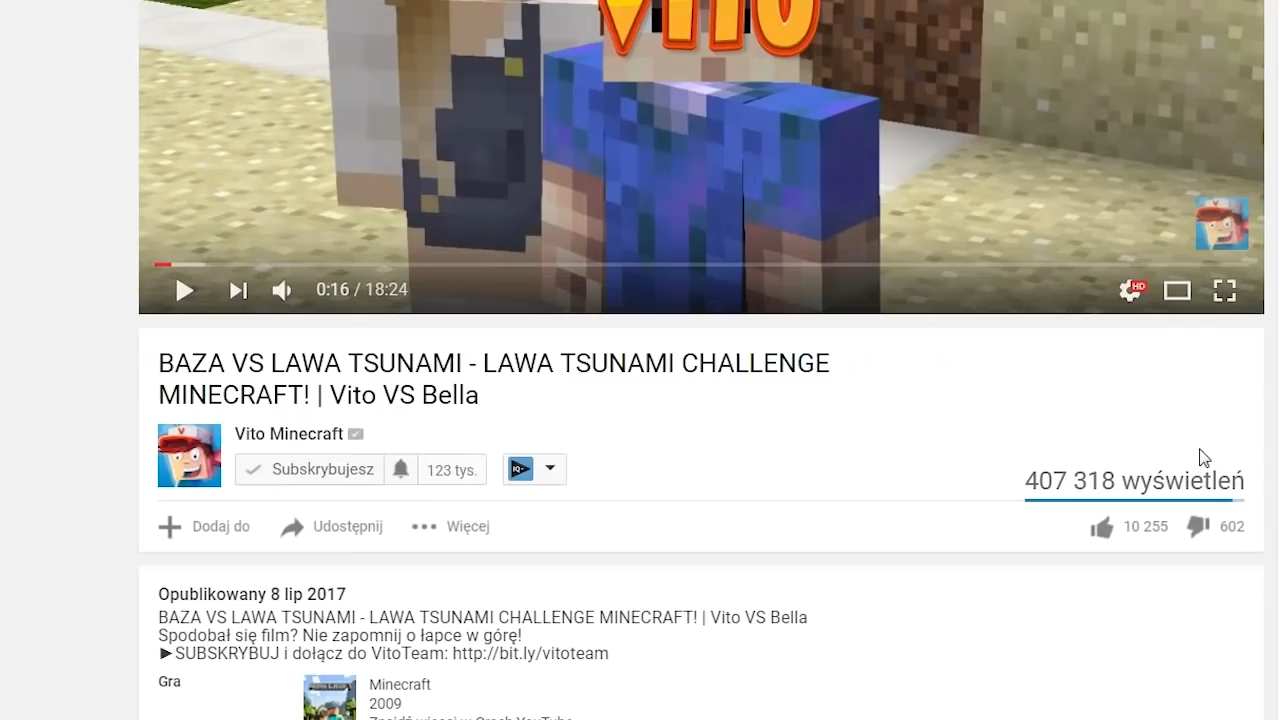 VITO
HD
0:16 / 18:24
BAZA VS LAWA TSUNAMI - LAWA TSUNAMI CHALLENGE
MINECRAFT! | Vito VS Bella
Vito Minecraft
Subskrybujesz 123 tys.
407 318 wyświetleń
Dodaj do Udostępnij Więcej 10 255 602
Opublikowany 8 lip 2017
BAZA VS LAWA TSUNAMI - LAWA TSUNAMI CHALLENGE MINECRAFT! | Vito VS Bella
Spodobał się film? Nie zapomnij o łapce w górę!
►SUBSKRYBUJ i dołącz do VitoTeam: http://bit.ly/vitoteam
Gra
Minecraft
2009